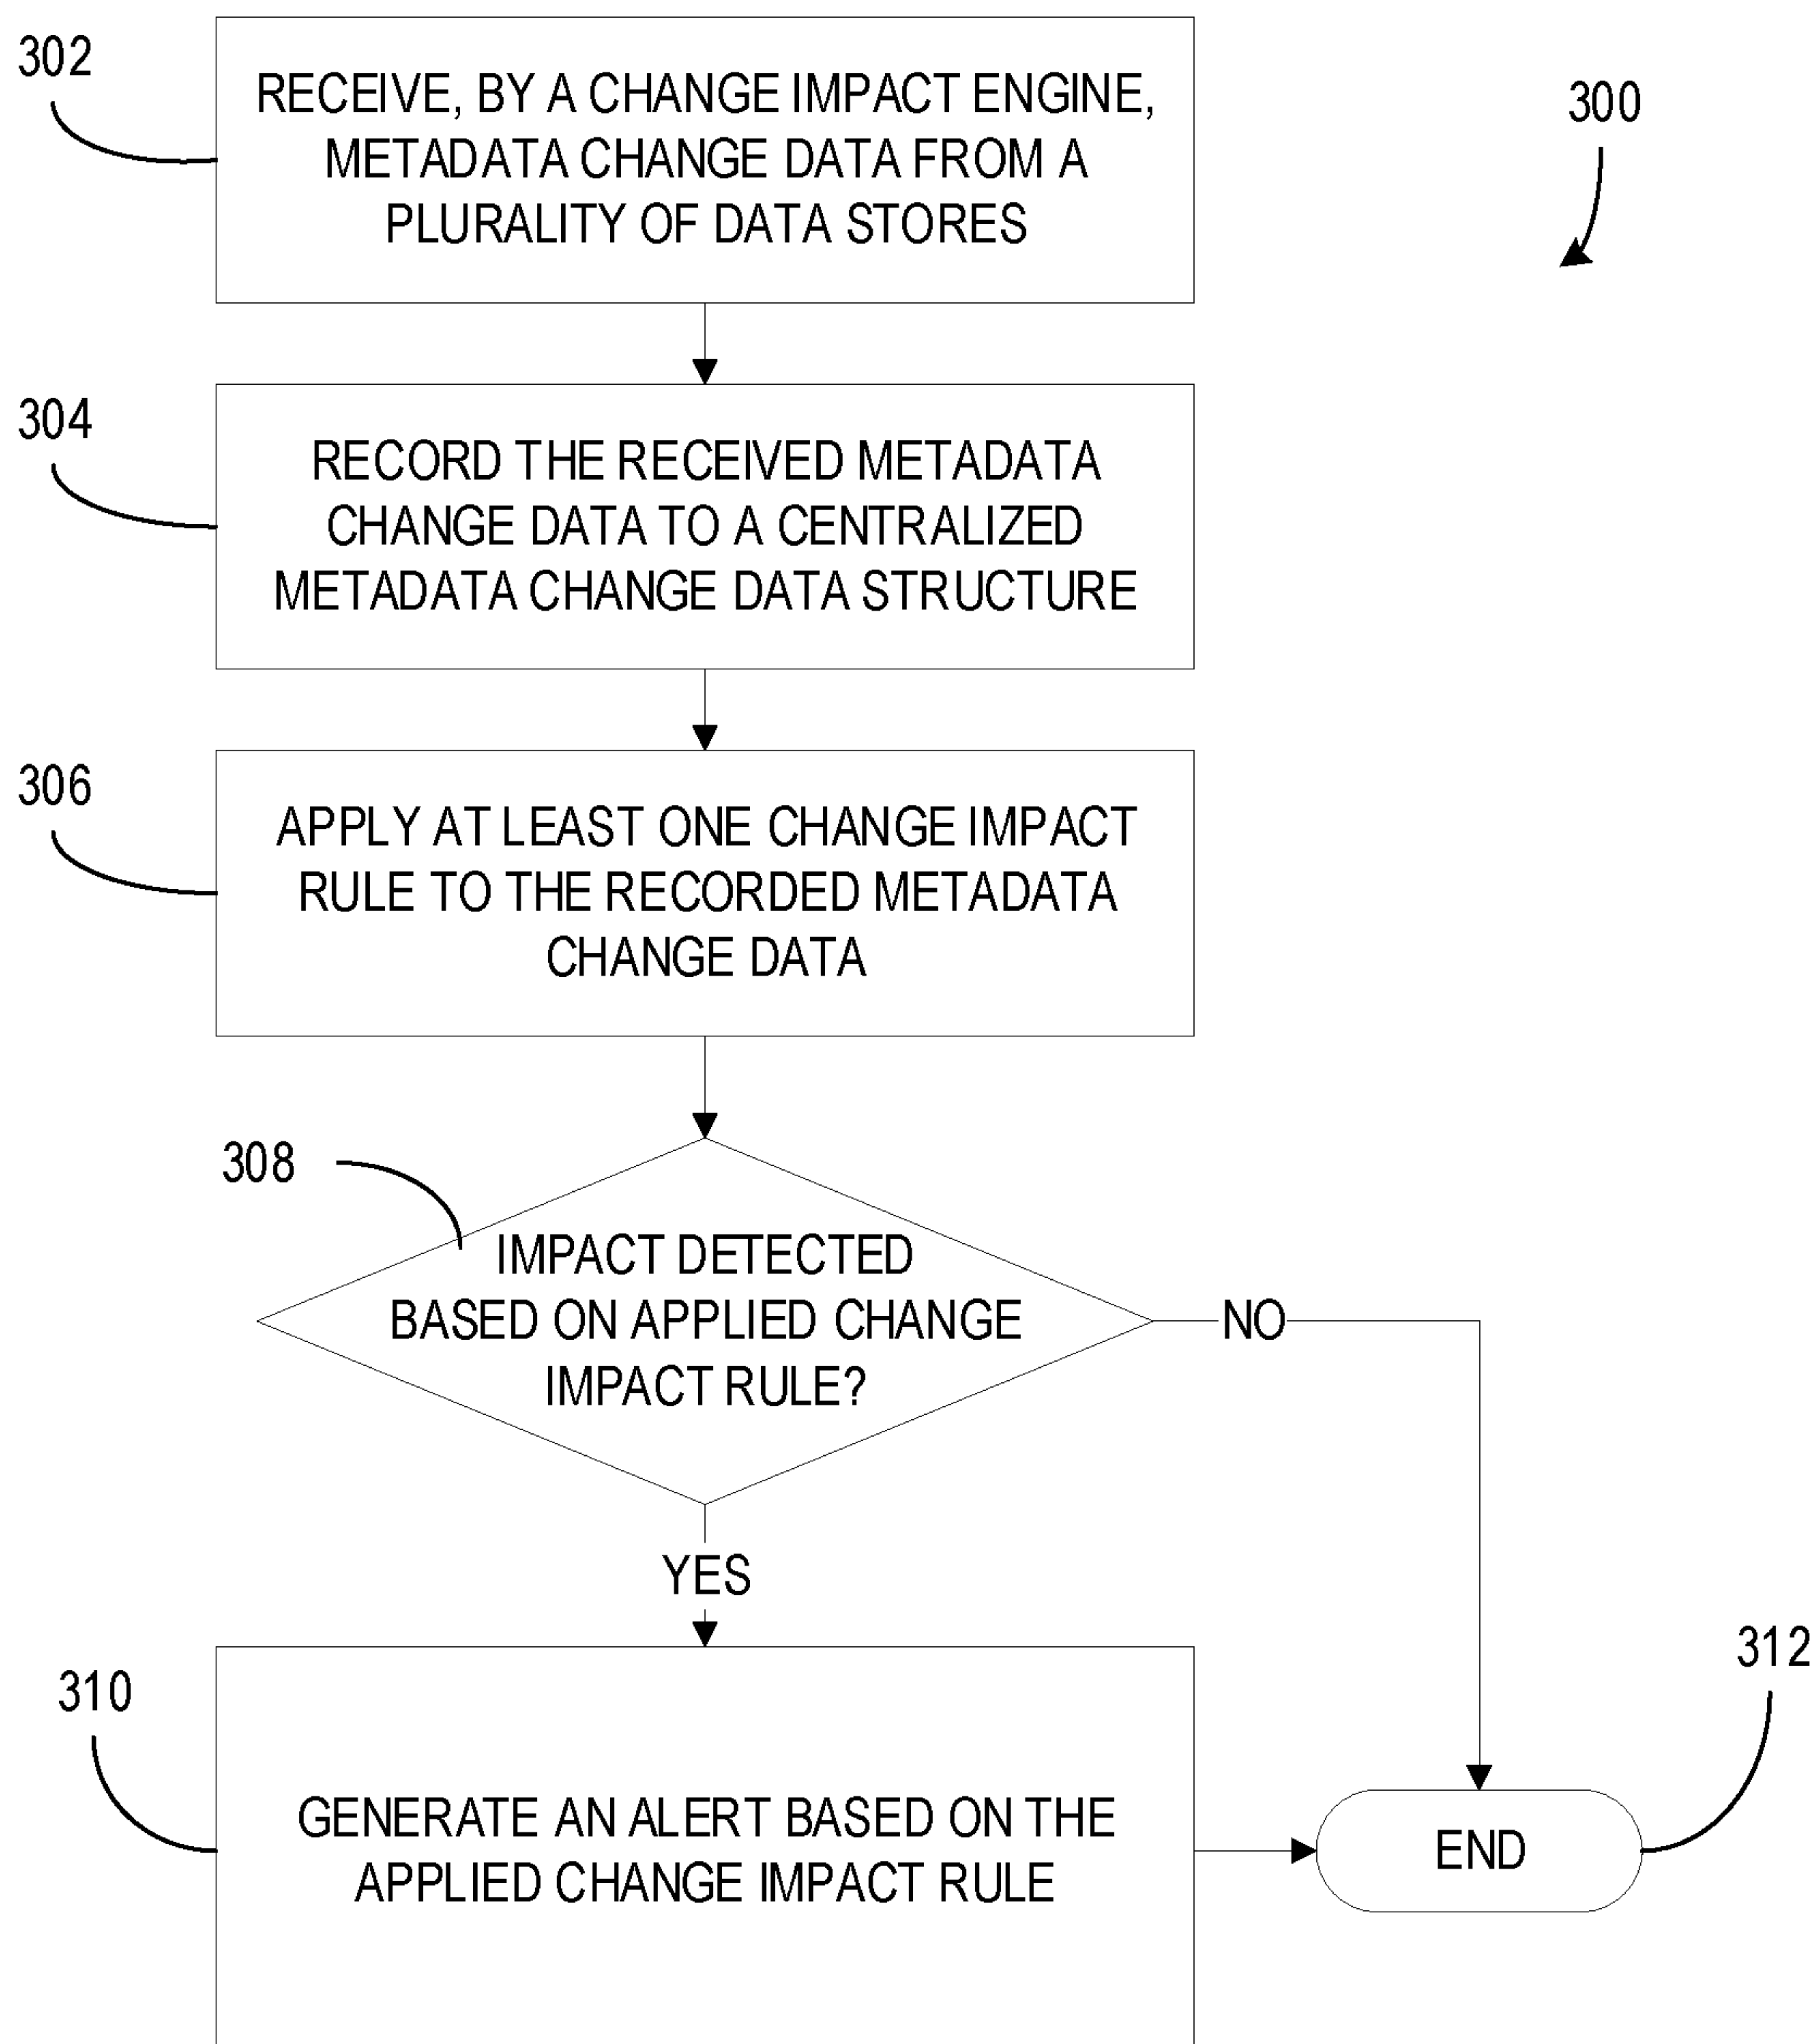 302
RECEIVE, BY A CHANGE IMPACT ENGINE,
METADATA CHANGE DATA FROM A
PLURALITY OF DATA STORES
300
304
RECORD THE RECEIVED METADATA
CHANGE DATA TO A CENTRALIZED
METADATA CHANGE DATA STRUCTURE
306
APPLY AT LEAST ONE CHANGE IMPACT
RULE TO THE RECORDED METADATA
CHANGE DATA
308
IMPACT DETECTED
BASED ON APPLIED CHANGE
IMPACT RULE?
NO
YES
310
GENERATE AN ALERT BASED ON THE
APPLIED CHANGE IMPACT RULE
312
END